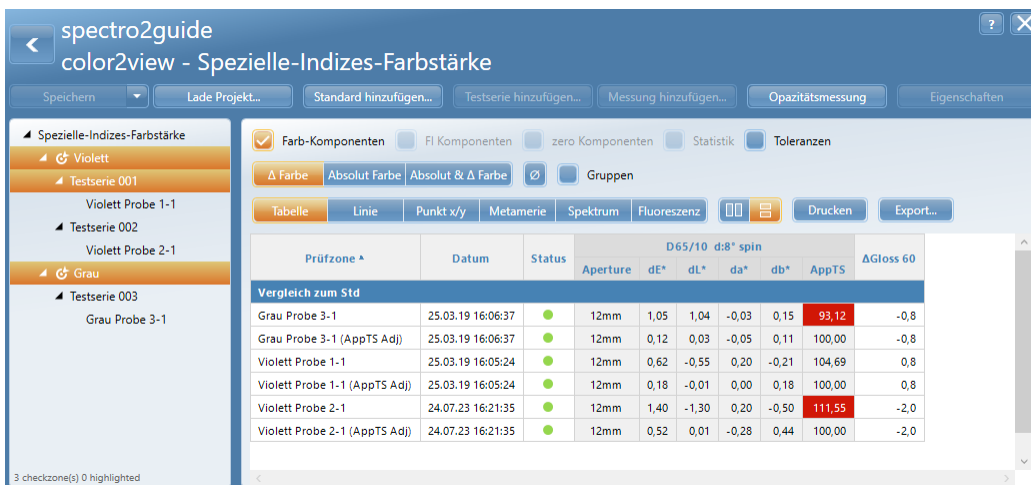 spectro2guide
color2view - Spezielle-Indizes-Farbstärke
?
Speichern Lade Projekt... Standard hinzufügen... Testserie hinzufügen... Messung hinzufügen... Opazitätsmessung Eigenschaften
Spezielle-Indizes-Farbstärke
Violett
Testserie 001
Violett Probe 1-1
Testserie 002
Violett Probe 2-1
Grau
Testserie 003
Grau Probe 3-1
3 checkzone(s) 0 highlighted
Farb-Komponenten FI Komponenten zero Komponenten Statistik Toleranzen
Δ Farbe Absolut Farbe Absolut & Δ Farbe Ø Gruppen
Tabelle Linie Punkt x/y Metamerie Spektrum Fluoreszenz Drucken Export...
Prüfzone Datum Status D65/10 d:8° spin ΔGloss 60
Aperture dE* dL* da* db* AppTS
Vergleich zum Std
Grau Probe 3-1 25.03.19 16:06:37 12mm 1,05 1,04 -0,03 0,15 93,12 -0,8
Grau Probe 3-1 (AppTS Adj) 25.03.19 16:06:37 12mm 0,12 0,03 -0,05 0,11 100,00 -0,8
Violett Probe 1-1 25.03.19 16:05:24 12mm 0,62 -0,55 0,20 -0,21 104,69 0,8
Violett Probe 1-1 (AppTS Adj) 25.03.19 16:05:24 12mm 0,18 -0,01 0,00 0,18 100,00 0,8
Violett Probe 2-1 24.07.23 16:21:35 12mm 1,40 -1,30 0,20 -0,50 111,55 -2,0
Violett Probe 2-1 (AppTS Adj) 24.07.23 16:21:35 12mm 0,52 0,01 -0,28 0,44 100,00 -2,0